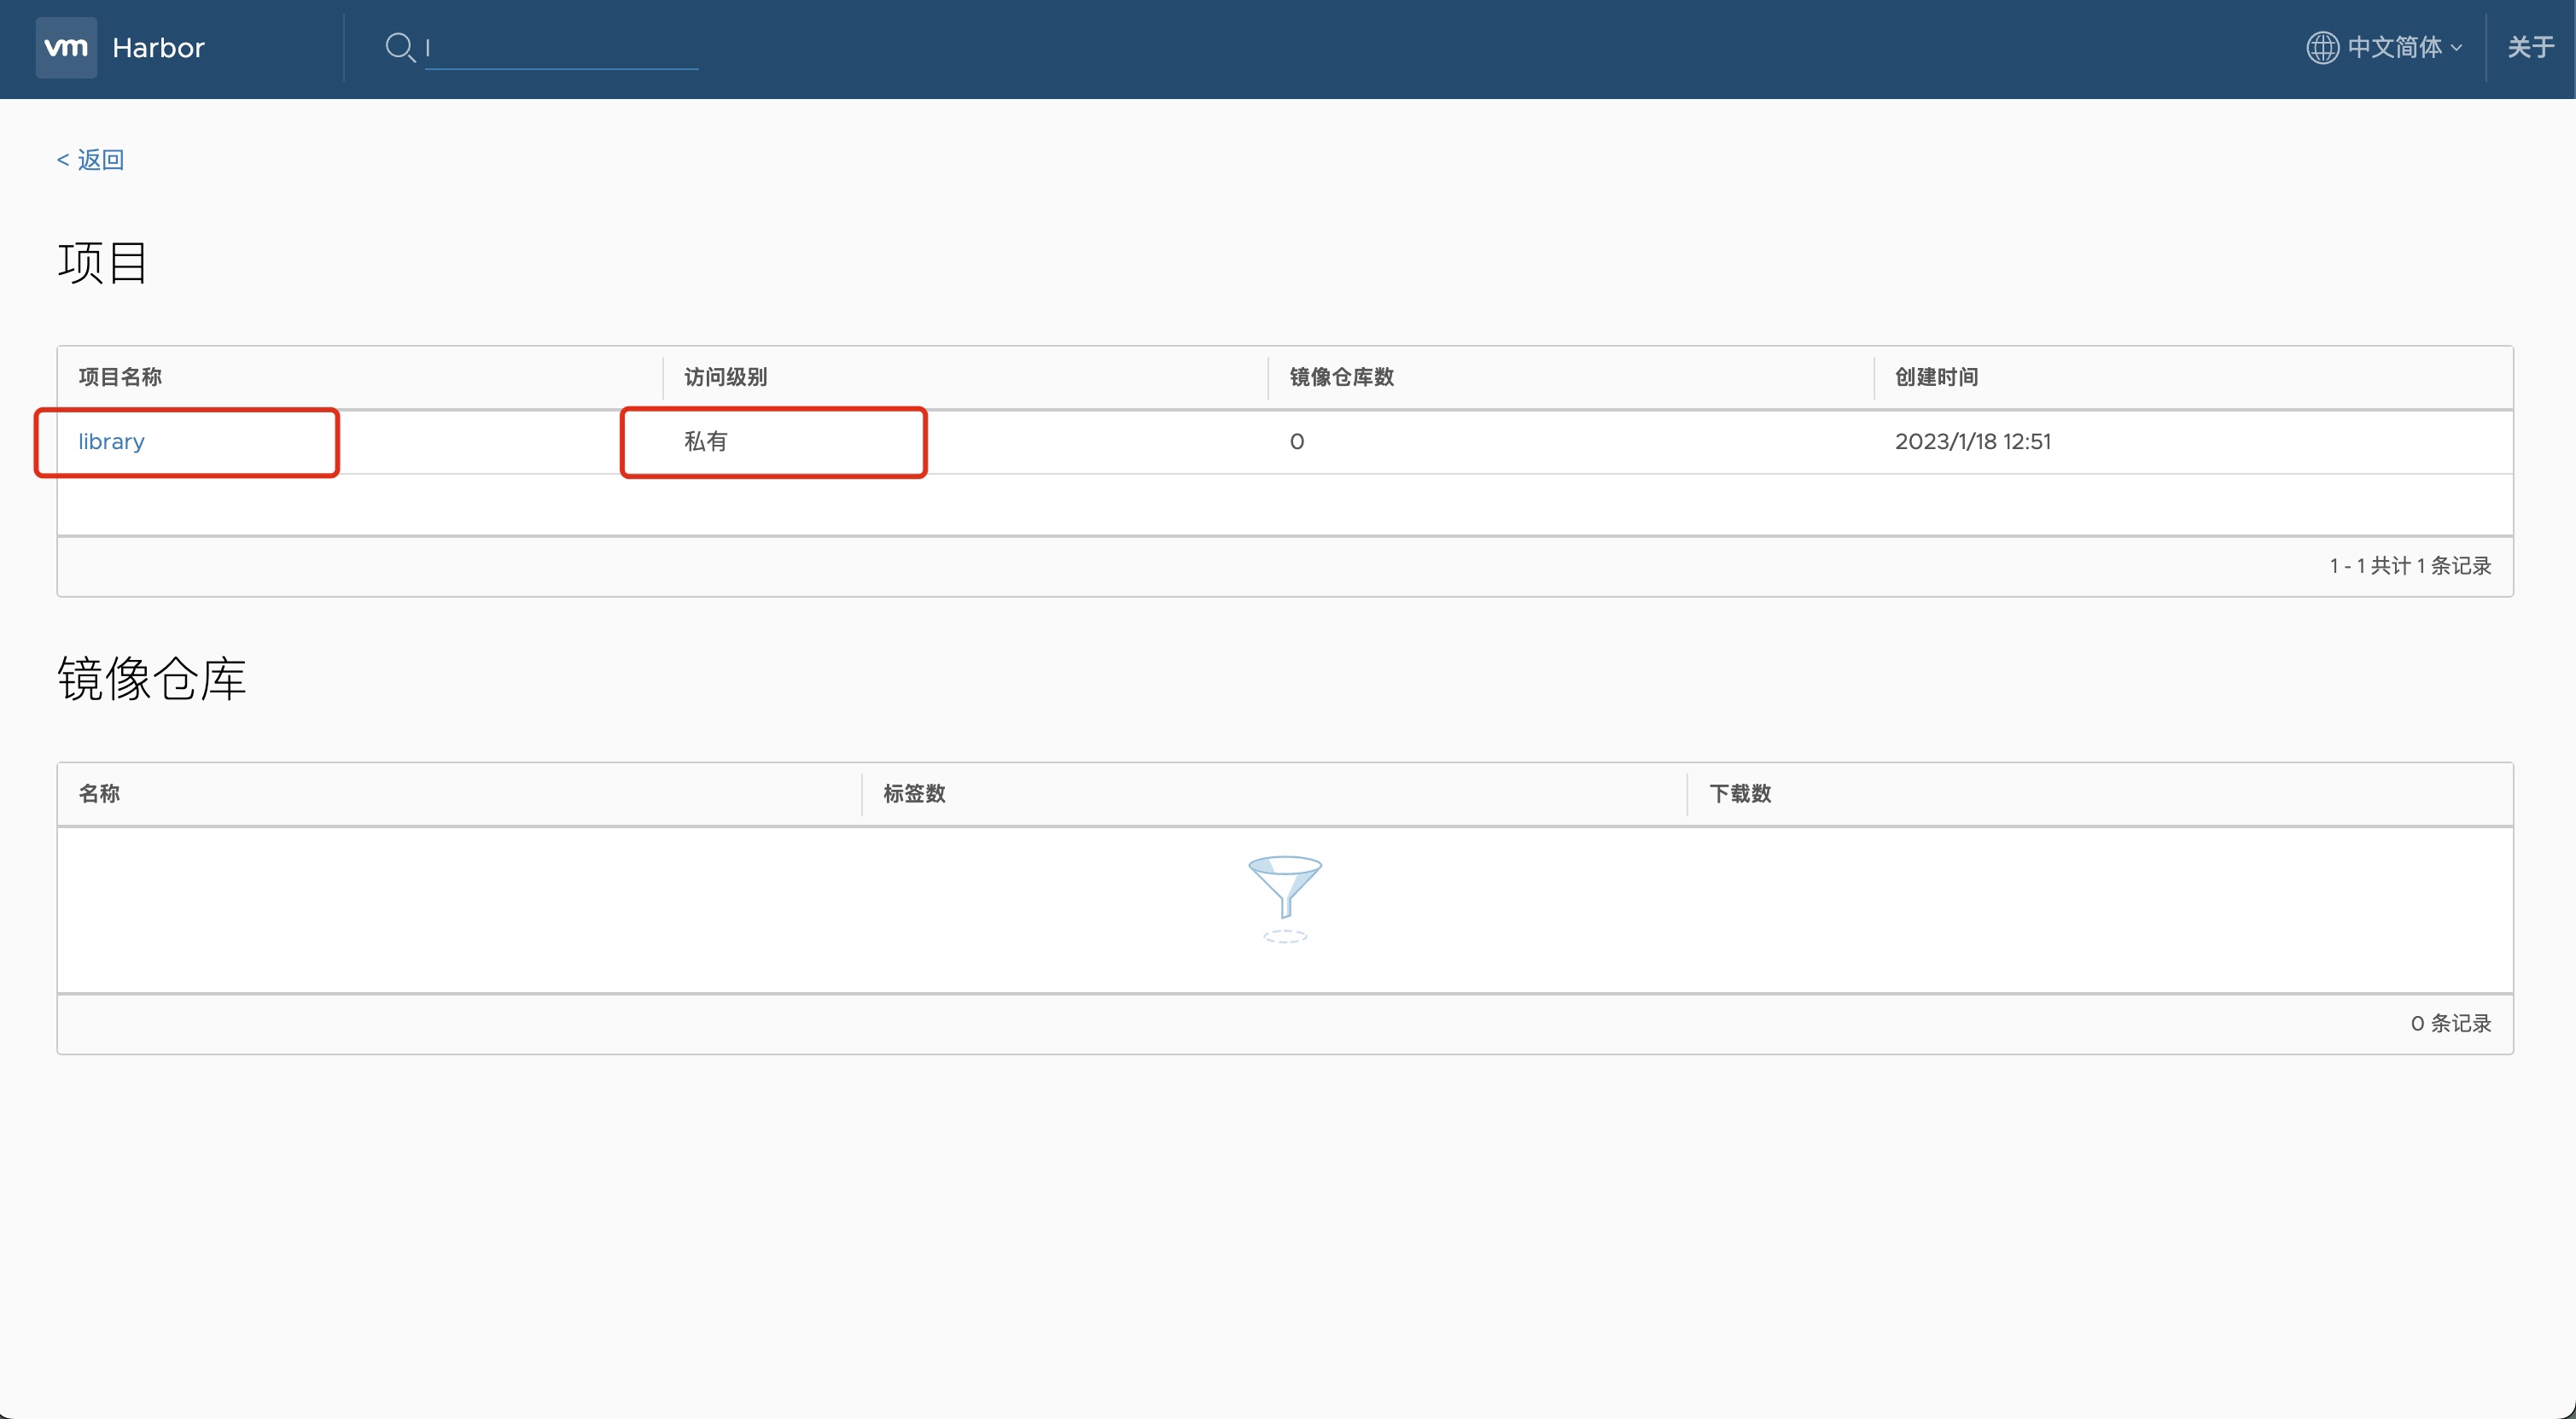 vm Harbor l 中文简体 关于
< 返回
项目
项目名称 访问级别 镜像仓库数 创建时间
library 私有 0 2023/1/18 12:51
1 - 1 共计 1 条记录
镜像仓库
名称 标签数 下载数
0 条记录